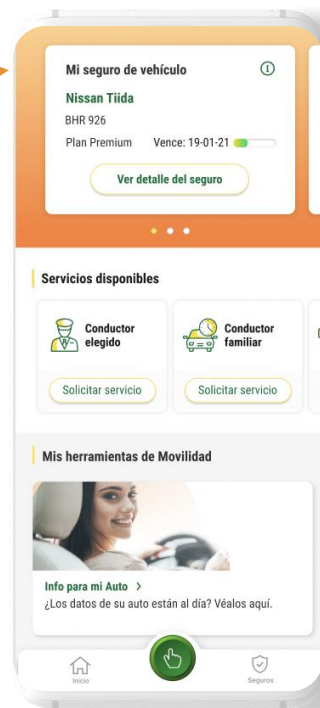 Mi seguro de vehículo
Nissan Tiida
BHR 926
Plan Premium Vence: 19-01-21
Ver detalle del seguro
Servicios disponibles
Conductor elegido
Solicitar servicio
Conductor familiar
Solicitar servicio
Mis herramientas de Movilidad
Info para mi Auto >
¿Los datos de su auto están al día? Véalos aquí.
Inicio
Seguros